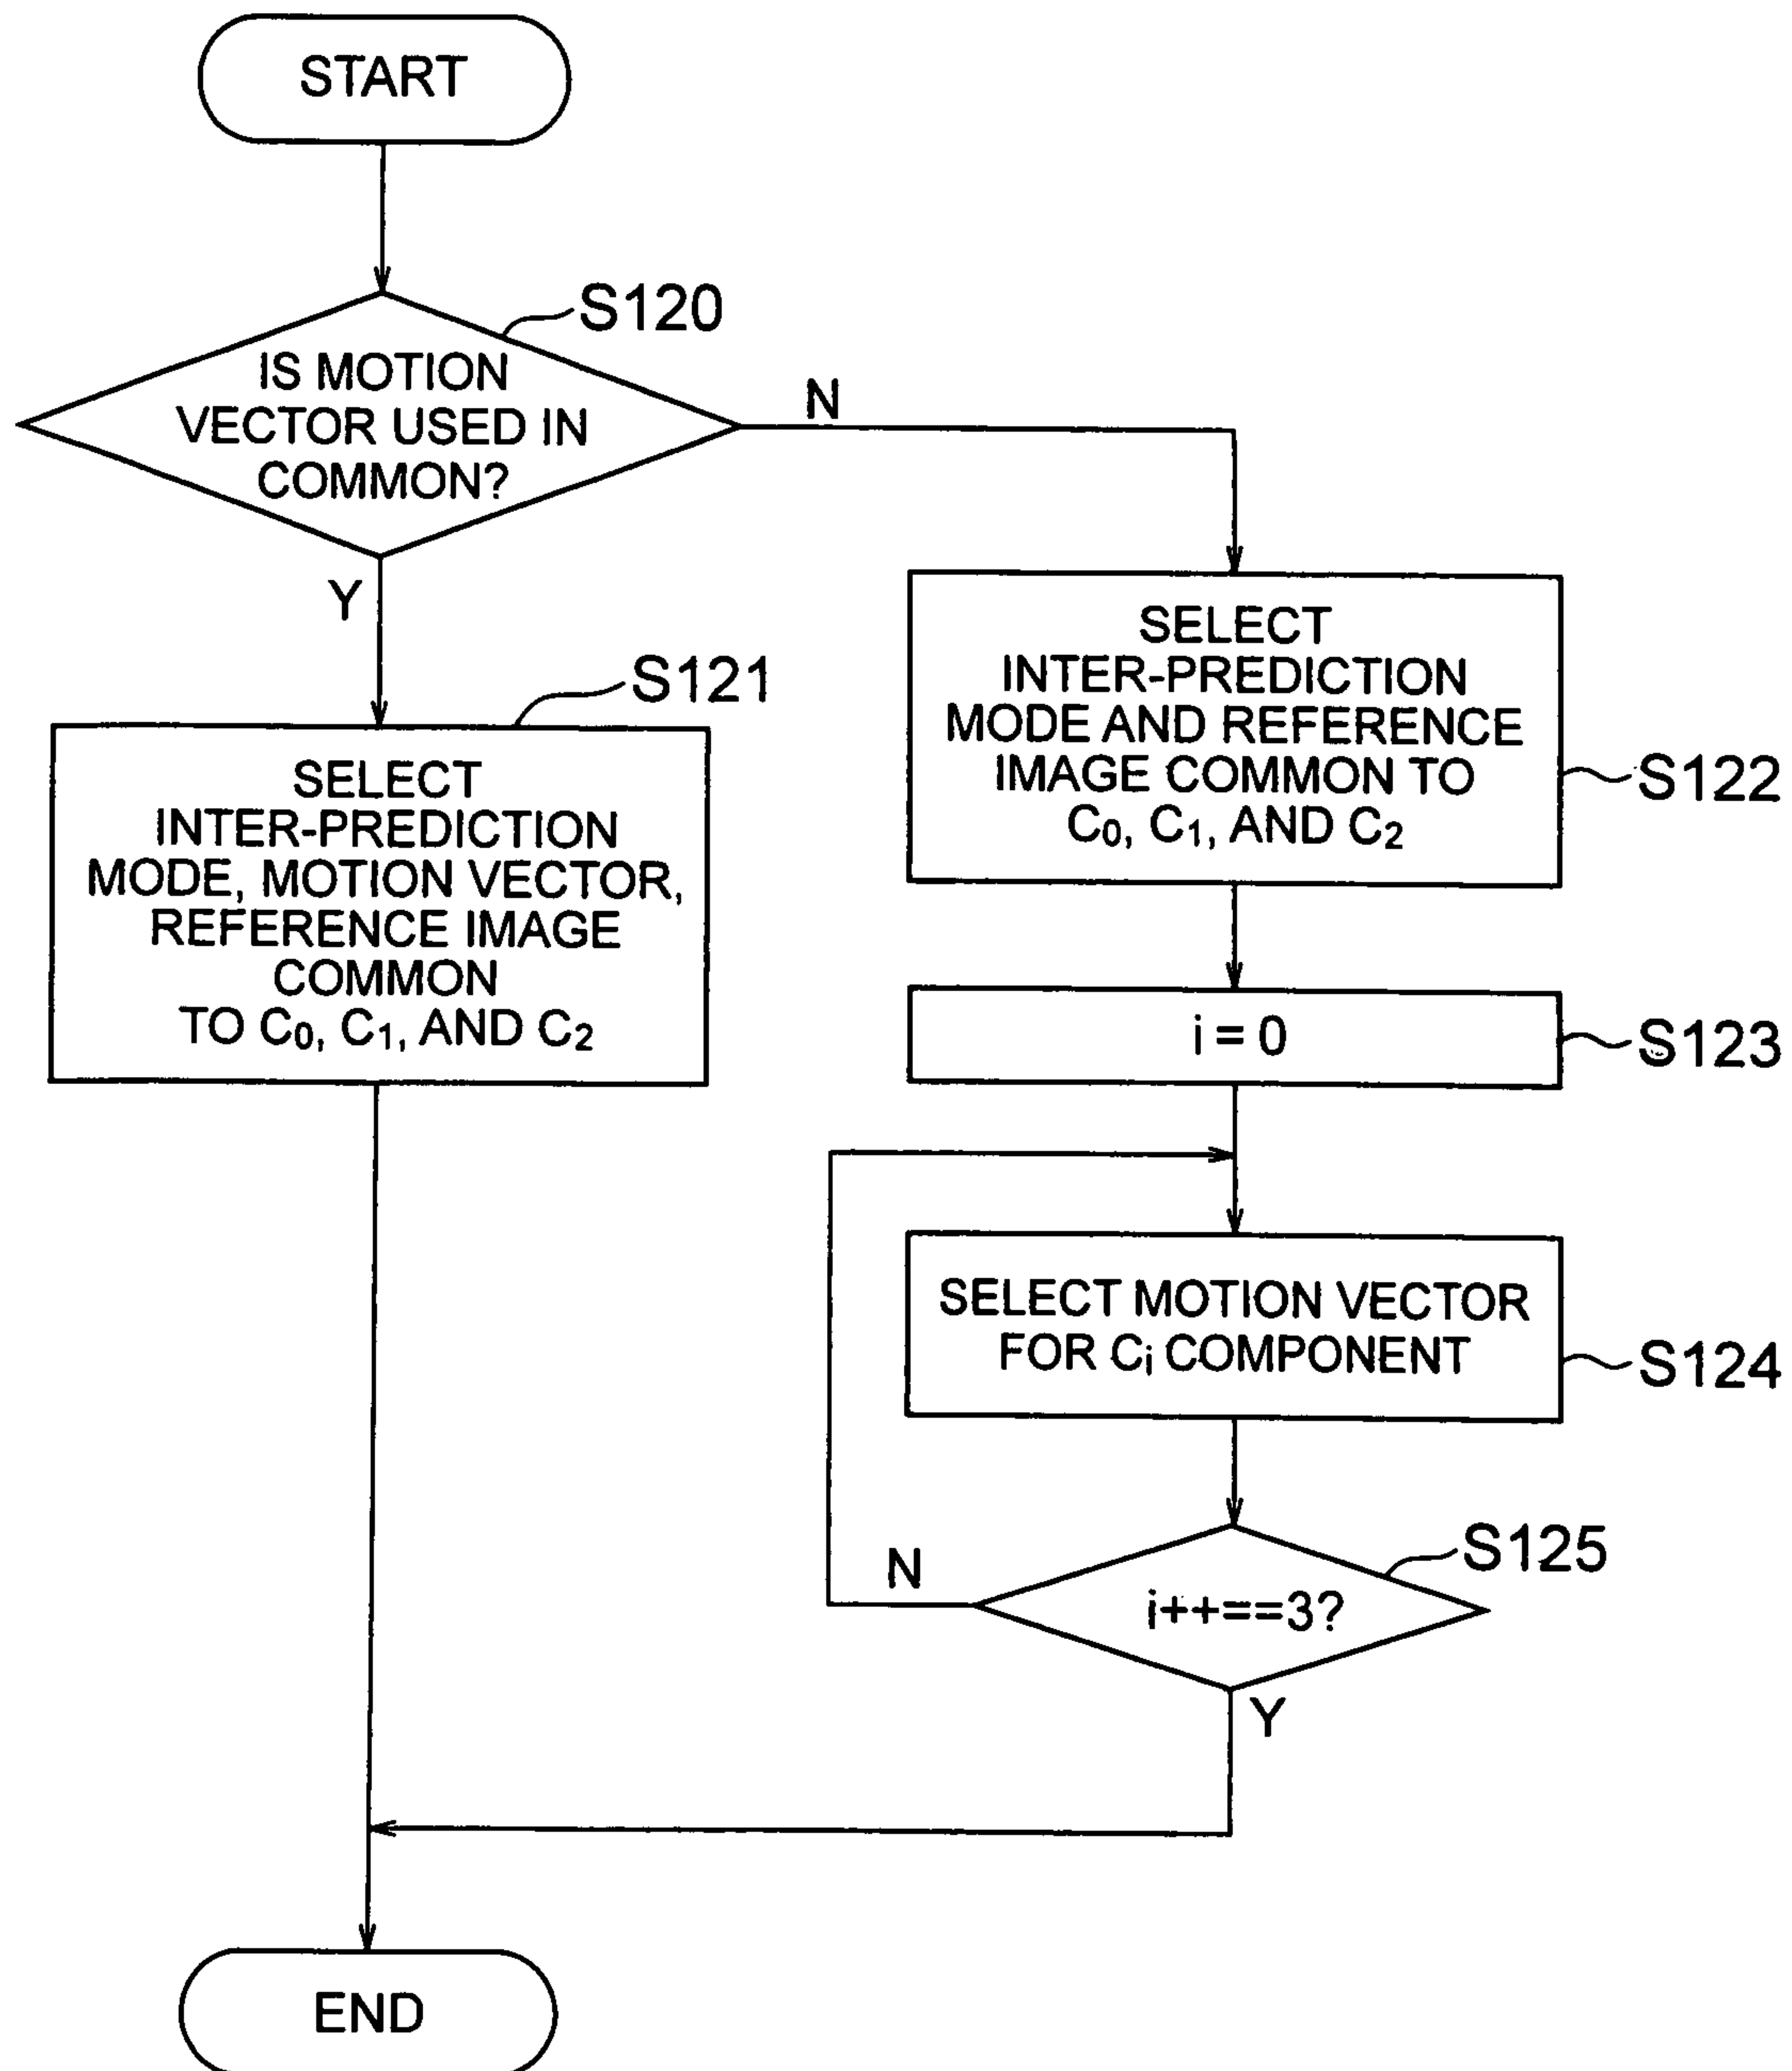 START
S120
IS MOTION
VECTOR USED IN
COMMON?
N
Y
S121
SELECT
INTER-PREDICTION
MODE, MOTION VECTOR,
REFERENCE IMAGE
COMMON
TO C₀, C₁, AND C₂
SELECT
INTER-PREDICTION
MODE AND REFERENCE
IMAGE COMMON TO
C₀, C₁, AND C₂
S122
i = 0
S123
SELECT MOTION VECTOR
FOR Cᵢ COMPONENT
S124
S125
N
i++==3?
Y
END